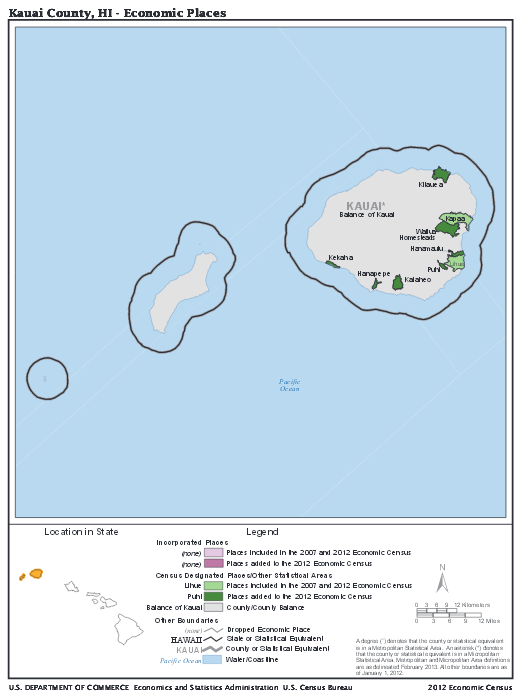 Kauai County, HI - Economic Places
Kilauea
KAUAI*
Balance of Kauai
Kapaa
Wailua
Homesteads
Hanamaulu
Lihue
Puhi
Kekaha
Hanapepe
Kalaheo
Pacific
Ocean
Location in State
Legend
Incorporated Places
(none) Places included in the 2007 and 2012 Economic Census
(none) Places added to the 2012 Economic Census
Census Designated Places/Other Statistical Areas
Lihue Places included in the 2007 and 2012 Economic Census
Puhi Places added to the 2012 Economic Census
Balance of Kauai County/County Balance
Other Boundaries
(none) Dropped Economic Place
HAWAII State or Statistical Equivalent
KAUAI County or Statistical Equivalent
Pacific Ocean Water/Coastline
N
0 3 6 9 12 Kilometers
0 3 6 9 12 Miles
A degree (°) denotes that the county or statistical equivalent
is in a Metropolitan Statistical Area. An asterisk (*) denotes
that the county or statistical equivalent is in a Micropolitan
Statistical Area. Metropolitan and Micropolitan Area definitions
are as delineated February 2013. All other boundaries are as
of January 1, 2012.
U.S. DEPARTMENT OF COMMERCE Economics and Statistics Administration U.S. Census Bureau
2012 Economic Census